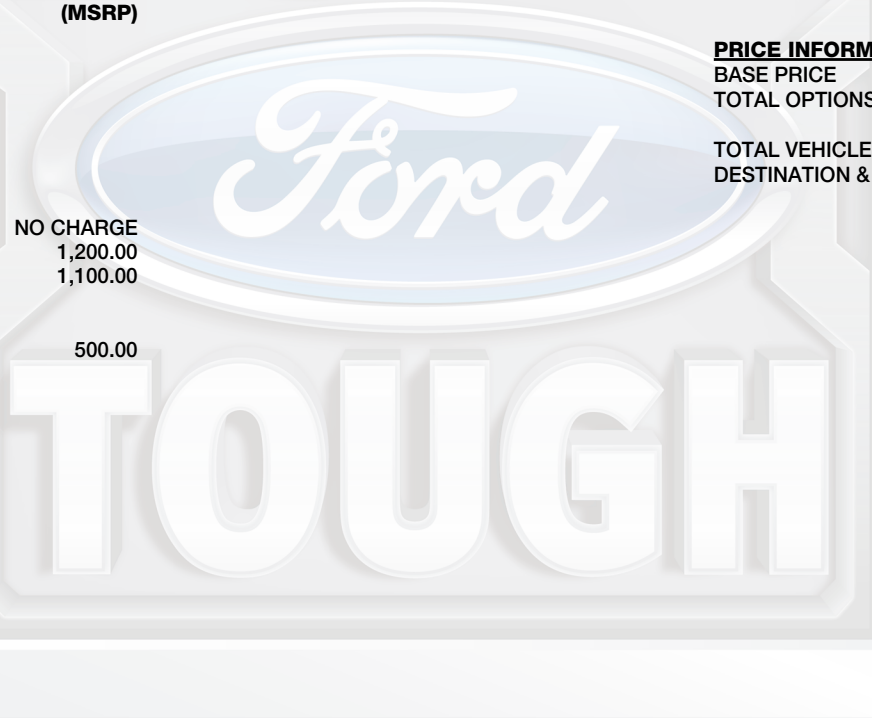 (MSRP)
PRICE INFORM
BASE PRICE
TOTAL OPTIONS
TOTAL VEHICLE
DESTINATION &
NO CHARGE
1,200.00
1,100.00
500.00
Ford
TOUGH